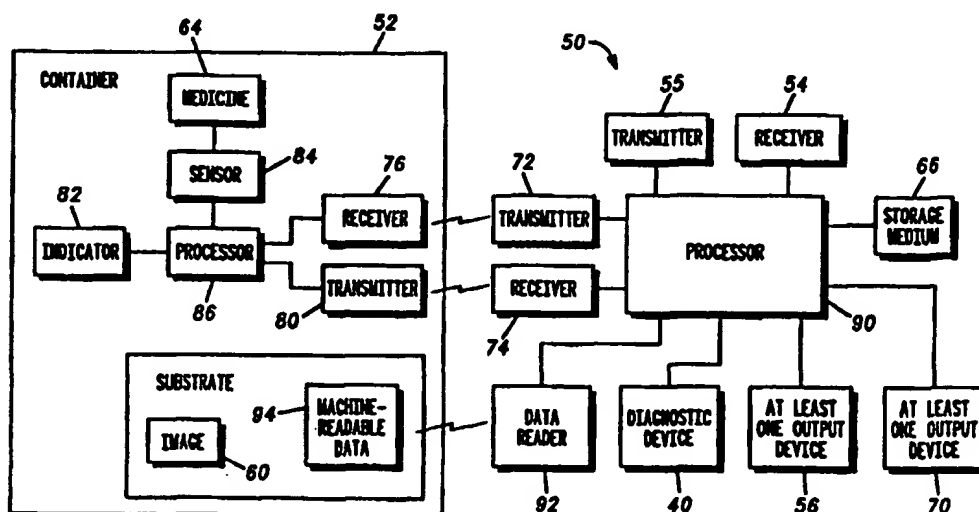 64
52
50
CONTAINER
MEDICINE
55
54
TRANSMITTER
RECEIVER
SENSOR
84
76
72
66
82
RECEIVER
TRANSMITTER
STORAGE
MEDIUM
INDICATOR
PROCESSOR
PROCESSOR
TRANSMITTER
RECEIVER
86
80
74
90
SUBSTRATE
94
MACHINE-
READABLE
DATA
IMAGE
60
DATA
READER
DIAGNOSTIC
DEVICE
AT LEAST
ONE OUTPUT
DEVICE
AT LEAST
ONE OUTPUT
DEVICE
92
40
56
70